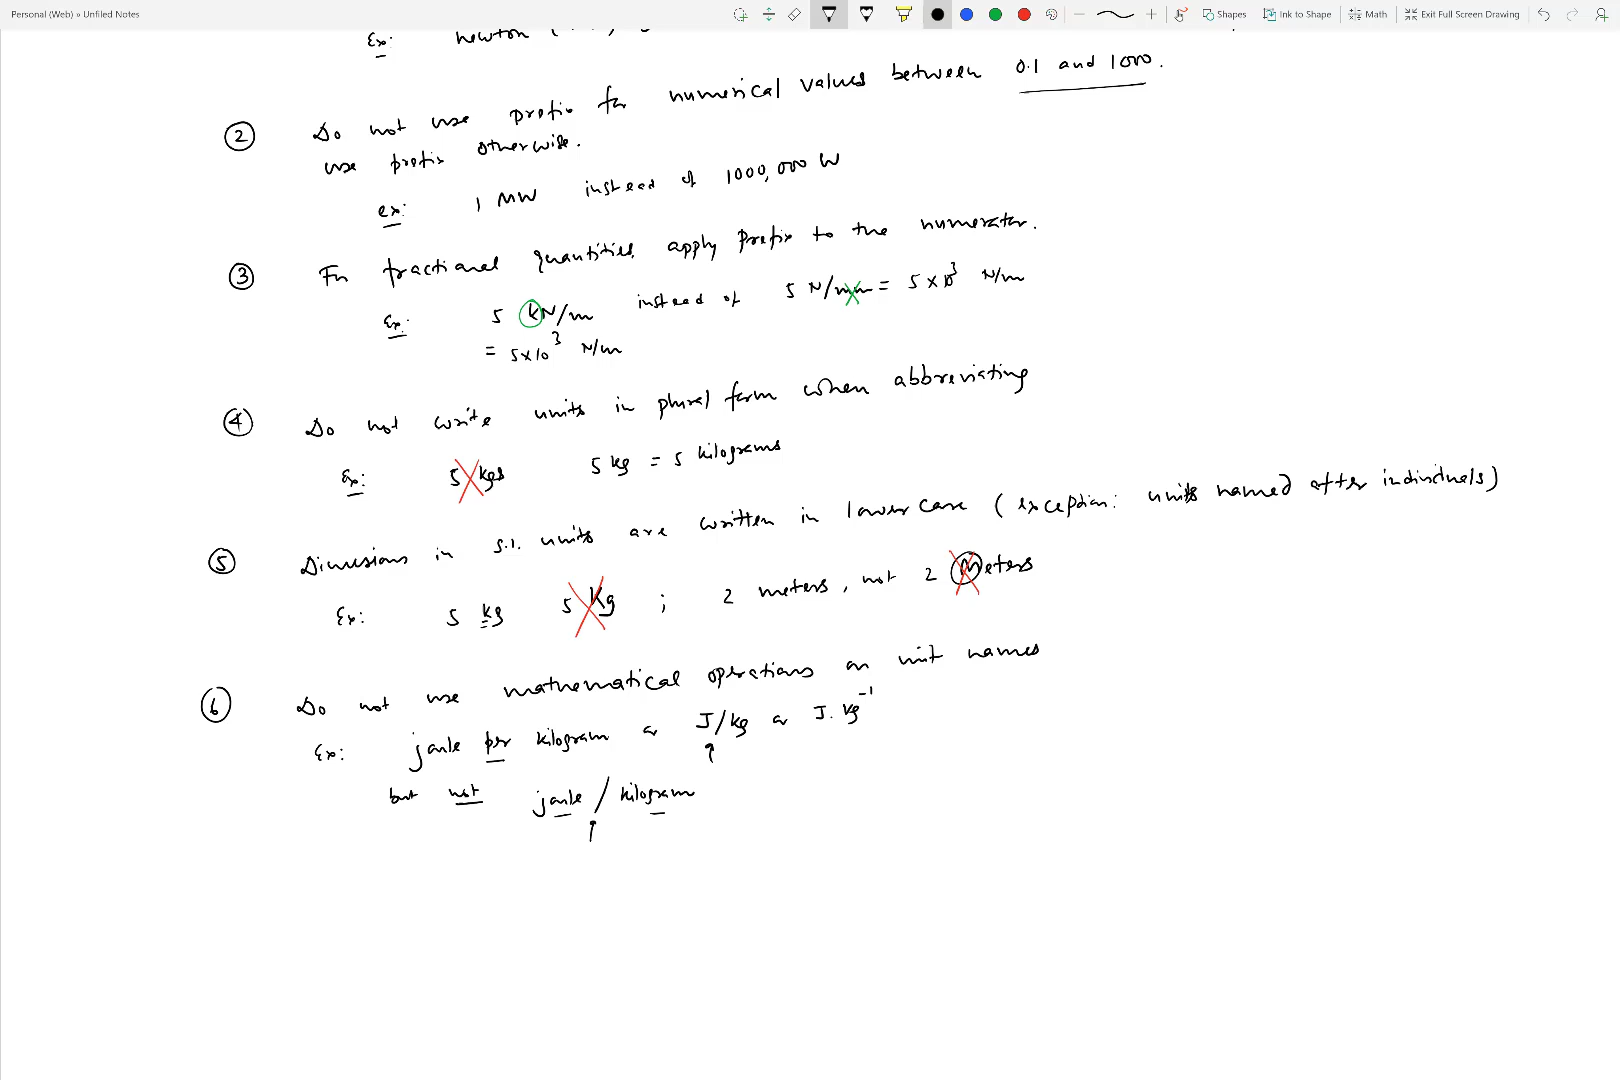 Personal (Web) » Unfiled Notes
Shapes
Ink to Shape
Math
Exit Full Screen Drawing
Ex: newton
② Do not use prefix for numerical values between 0.1 and 1000.
use prefix otherwise.
ex: 1 MW instead of 1000,000 W
③ For fractional quantities, apply prefix to the numerator.
Ex: 5 kN/m instead of 5 N/mm = 5×10³ N/m
= 5×10³ N/m
④ Do not write units in plural form when abbreviating
Ex: 5 kgs 5 kg = 5 kilograms
⑤ Dimensions in S.I. units are written in lower case (exception: units named after individuals)
Ex: 5 kg 5 Kg ; 2 meters, not 2 Meters
⑥ Do not use mathematical operations on unit names
Ex: joule per kilogram or J/kg or J.kg⁻¹
but not joule / kilogram